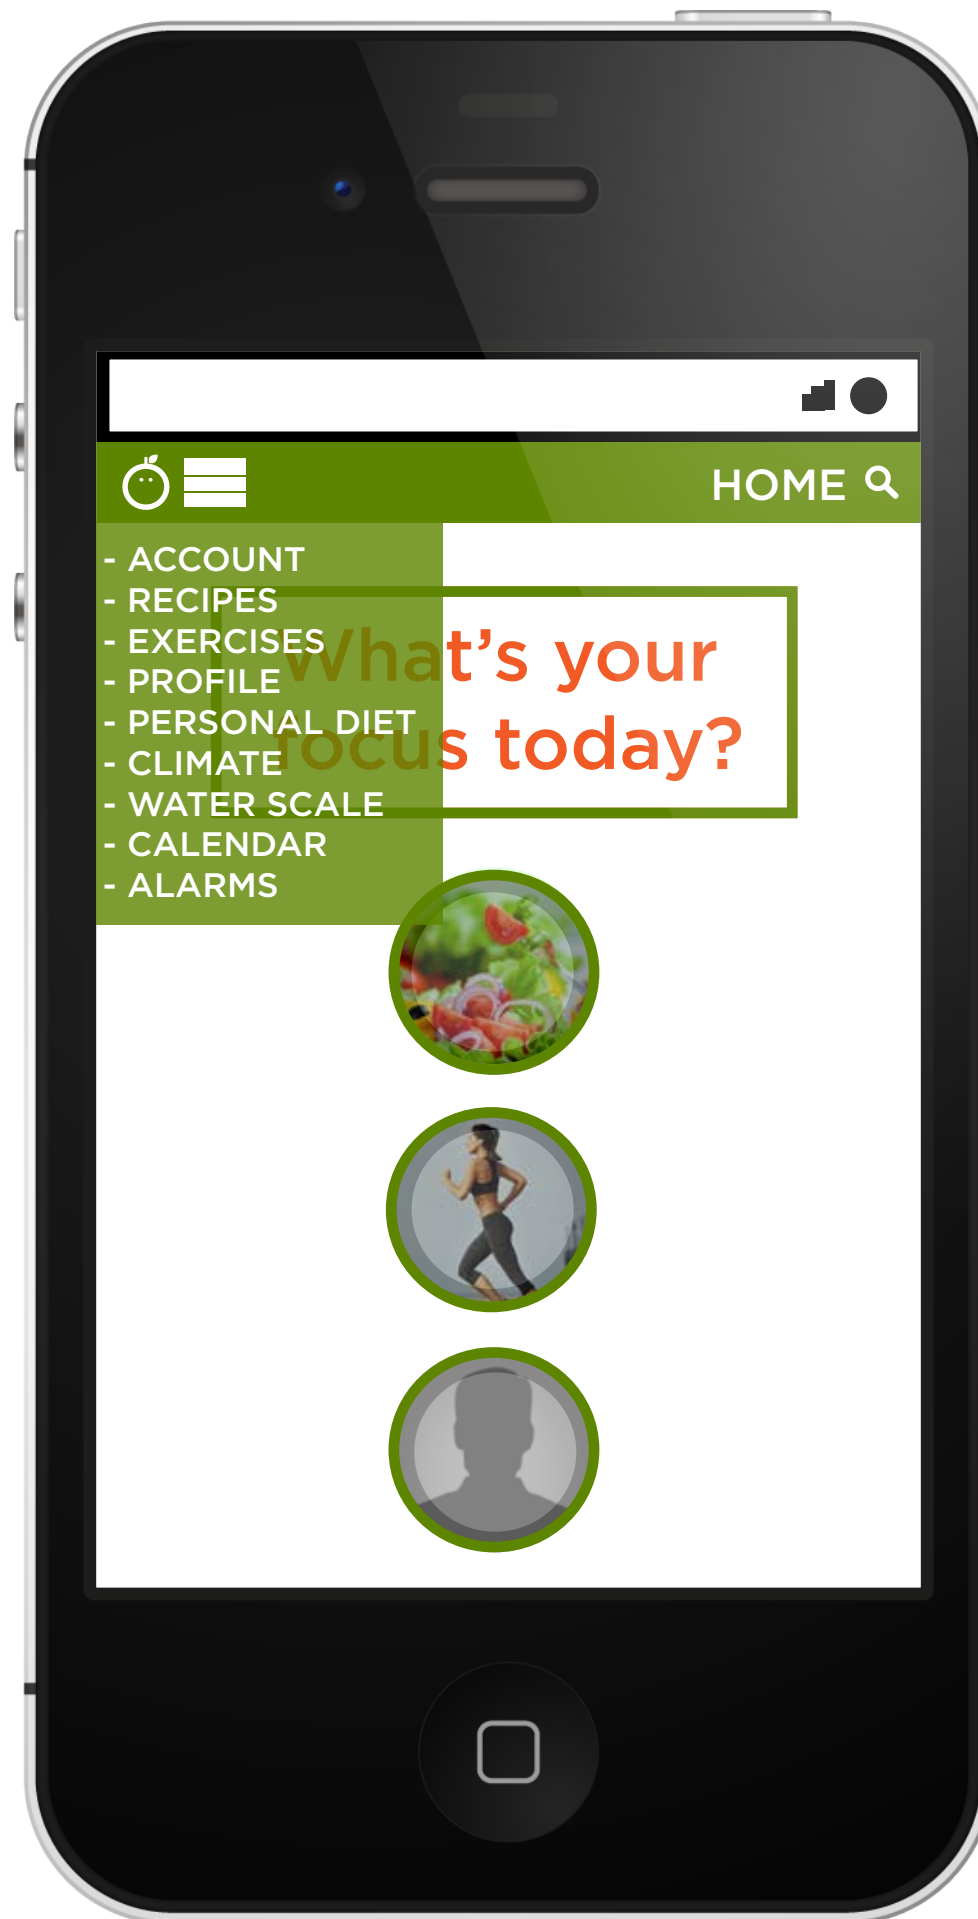 HOME
- ACCOUNT
- RECIPES
- EXERCISES
- PROFILE
- PERSONAL DIET
- CLIMATE
- WATER SCALE
- CALENDAR
- ALARMS
What's your
focus today?